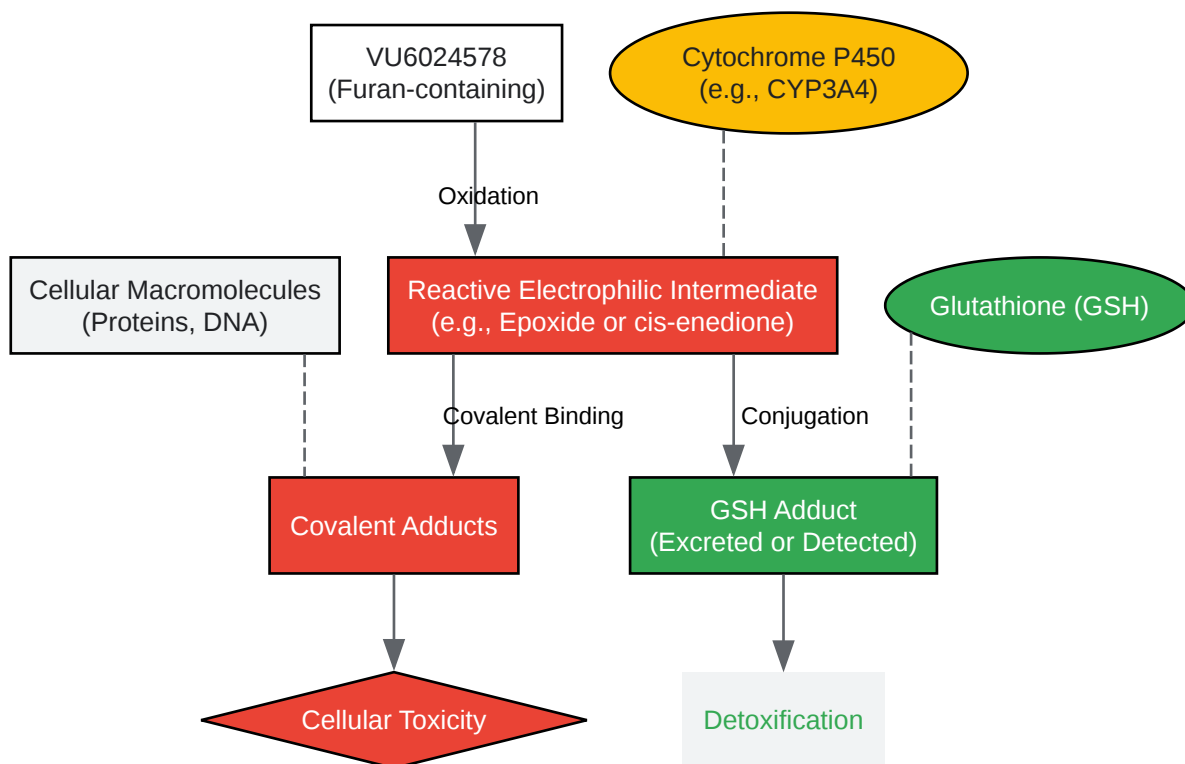 VU6024578
(Furan-containing)
Cytochrome P450
(e.g., CYP3A4)
Oxidation
Cellular Macromolecules
(Proteins, DNA)
Reactive Electrophilic Intermediate
(e.g., Epoxide or cis-enedione)
Glutathione (GSH)
Covalent Binding
Conjugation
Covalent Adducts
GSH Adduct
(Excreted or Detected)
Cellular Toxicity
Detoxification